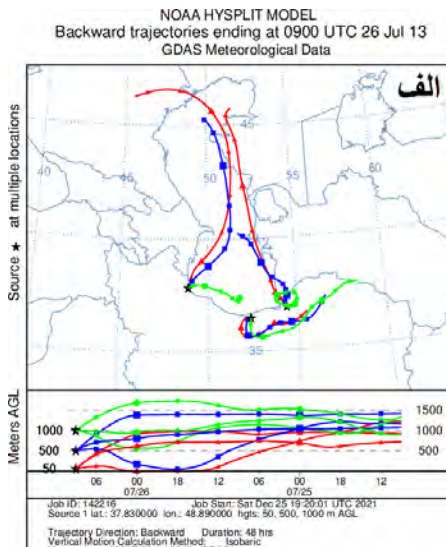 NOAA HYSPLIT MODEL
Backward trajectories ending at 0900 UTC 26 Jul 13
GDAS Meteorological Data
الف
Source ★ at multiple locations
40
45
50
55
60
45
35
Meters AGL
1000
500
50
1500
1000
500
06 00 18 12 06 00 18 12
07/26 07/25
Job ID: 142216 Job Start: Sat Dec 25 19:20:01 UTC 2021
Source 1 lat.: 37.830000 lon.: 48.890000 hgts: 50, 500, 1000 m AGL
Trajectory Direction: Backward Duration: 48 hrs
Vertical Motion Calculation Method: Isobaric